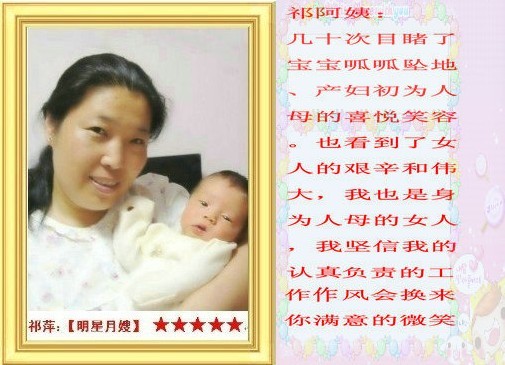 祁萍:【明星月嫂】 ★★★★★
祁阿姨:
几十次目睹了
宝宝呱呱坠地
、产妇初为人
母的喜悦笑容
。也看到了女
人的艰辛和伟
大,我也是身
为人母的女人
,我坚信我的
认真负责的工
作作风会换来
你满意的微笑